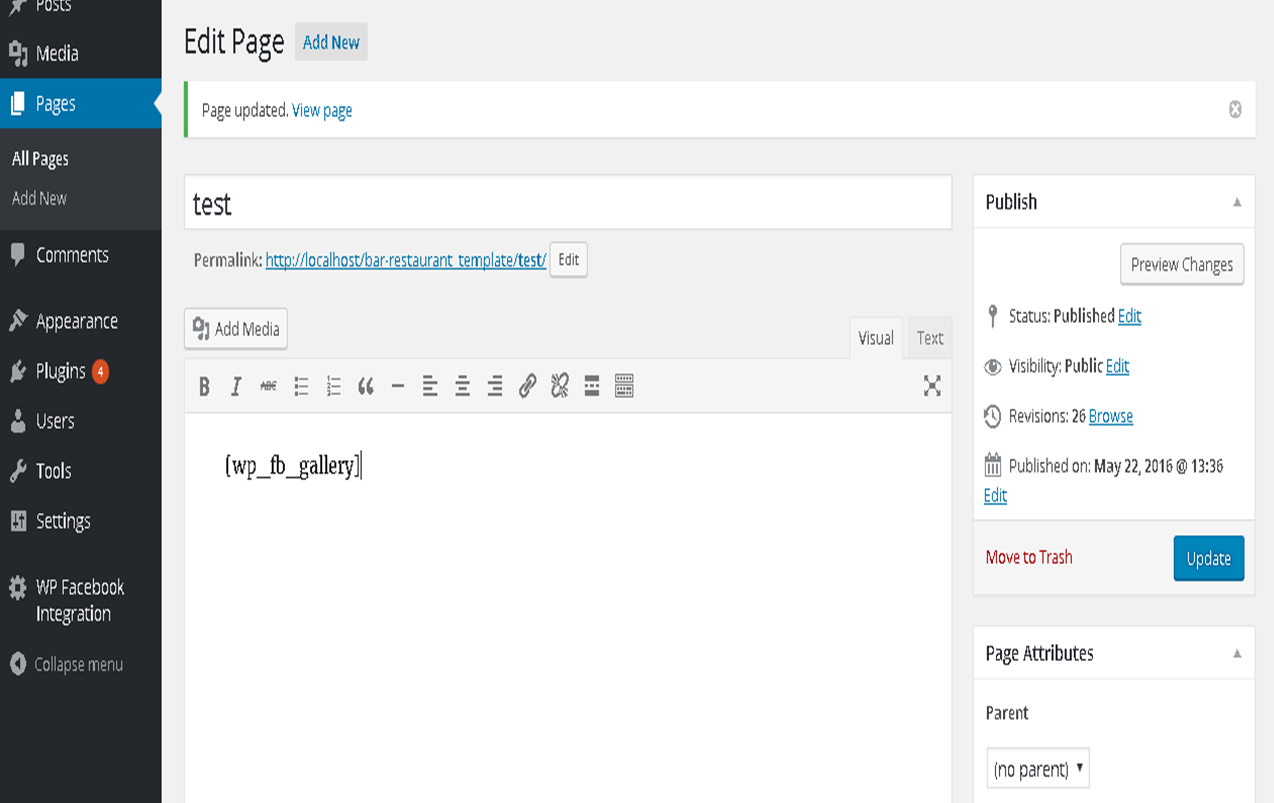 Posts
Media
Pages
All Pages
Add New
Comments
Appearance
Plugins 4
Users
Tools
Settings
WP Facebook
Integration
Collapse menu
Edit Page Add New
Page updated. View page
test
Permalink: http://localhost/bar-restaurant_template/test/ Edit
Add Media
Visual Text
B I ABC
[wp_fb_gallery]
Publish
Preview Changes
Status: Published Edit
Visibility: Public Edit
Revisions: 26 Browse
Published on: May 22, 2016 @ 13:36
Edit
Move to Trash Update
Page Attributes
Parent
(no parent)